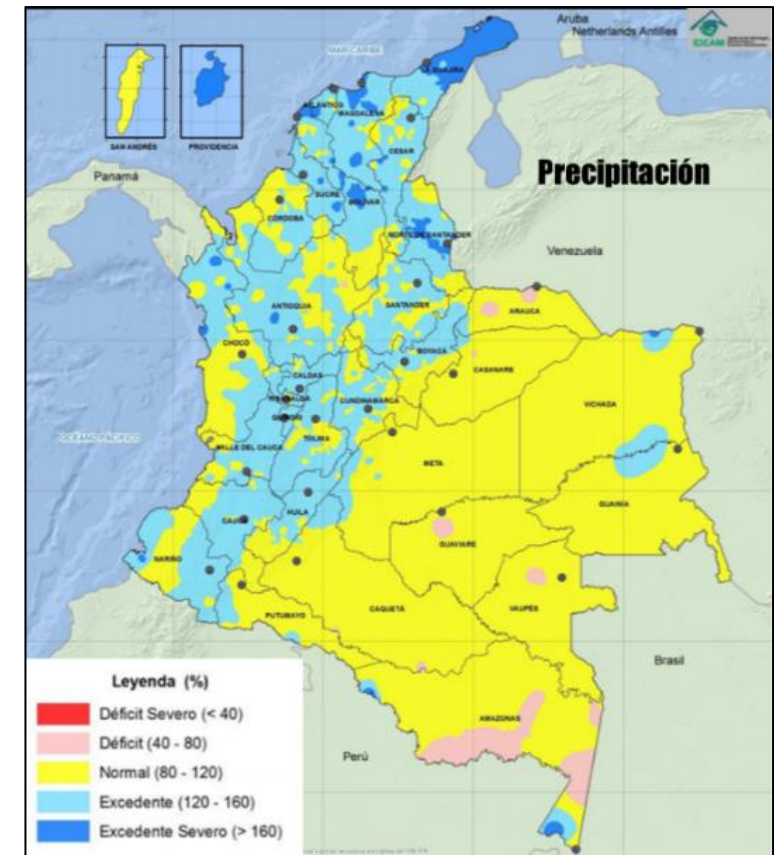 Aruba
Netherlands Antilles
IDEAM
MAR CARIBE
LA GUAJIRA
ATLÁNTICO
MAGDALENA
SAN ANDRÉS
PROVIDENCIA
CESAR
Precipitación
Panamá
SUCRE
BOLÍVAR
CÓRDOBA
NORTE DE SANTANDER
Venezuela
ANTIOQUIA
SANTANDER
ARAUCA
CHOCÓ
BOYACÁ
CASANARE
CALDAS
RISARALDA
CUNDINAMARCA
VICHADA
QUINDÍO
OCÉANO PACÍFICO
TOLIMA
VALLE DEL CAUCA
META
GUAINÍA
CAUCA
HUILA
GUAVIARE
NARIÑO
CAQUETÁ
VAUPÉS
PUTUMAYO
Brasil
Leyenda (%)
Déficit Severo (< 40)
Déficit (40 - 80)
AMAZONAS
Normal (80 - 120)
Perú
Excedente (120 - 160)
Excedente Severo (> 160)